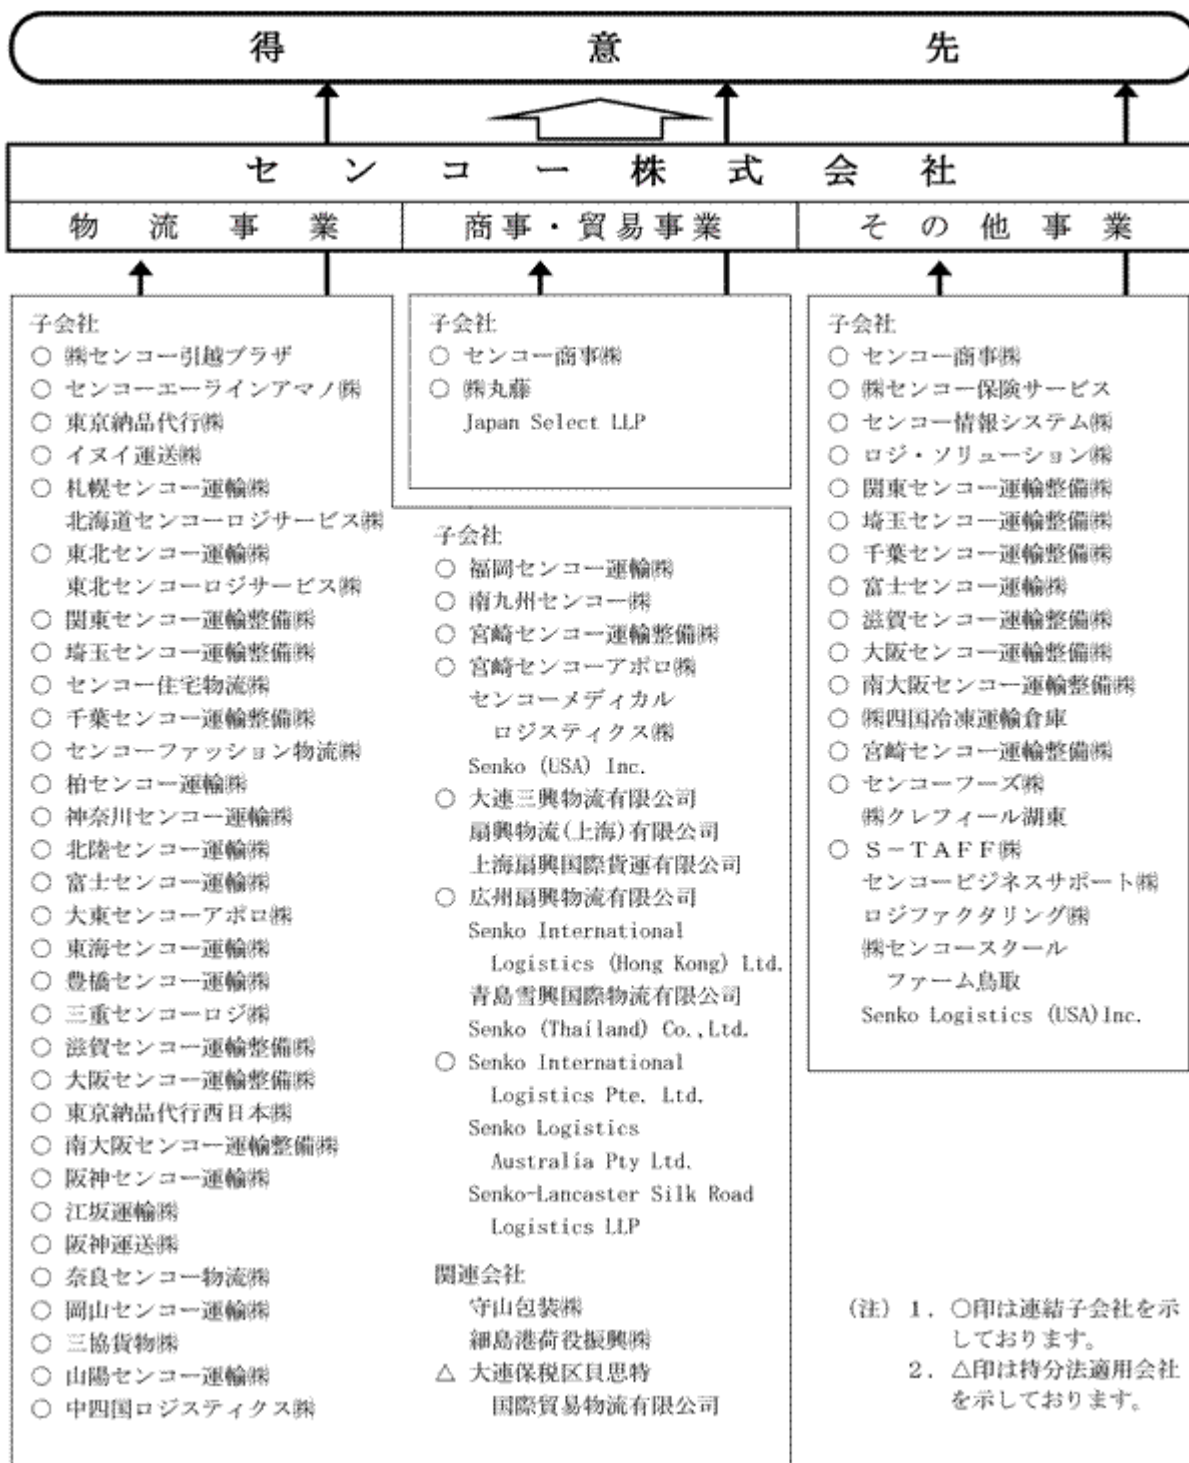 得意先
センコー株式会社
物流事業
商事・貿易事業
その他事業
子会社
○ ㈱センコー引越プラザ
○ センコーエーラインアマノ㈱
○ 東京納品代行㈱
○ イヌイ運送㈱
○ 札幌センコー運輸㈱
北海道センコーロジサービス㈱
○ 東北センコー運輸㈱
東北センコーロジサービス㈱
○ 関東センコー運輸整備㈱
○ 埼玉センコー運輸整備㈱
○ センコー住宅物流㈱
○ 千葉センコー運輸整備㈱
○ センコーファッション物流㈱
○ 柏センコー運輸㈱
○ 神奈川センコー運輸㈱
○ 北陸センコー運輸㈱
○ 富士センコー運輸㈱
○ 大東センコーアポロ㈱
○ 東海センコー運輸㈱
○ 豊橋センコー運輸㈱
○ 三重センコーロジ㈱
○ 滋賀センコー運輸整備㈱
○ 大阪センコー運輸整備㈱
○ 東京納品代行西日本㈱
○ 南大阪センコー運輸整備㈱
○ 阪神センコー運輸㈱
○ 江坂運輸㈱
○ 阪神運送㈱
○ 奈良センコー物流㈱
○ 岡山センコー運輸㈱
○ 三協貨物㈱
○ 山陽センコー運輸㈱
○ 中四国ロジスティクス㈱
子会社
○ センコー商事㈱
○ ㈱丸藤
Japan Select LLP
子会社
○ 福岡センコー運輸㈱
○ 南九州センコー㈱
○ 宮崎センコー運輸整備㈱
○ 宮崎センコーアポロ㈱
センコーメディカル
ロジスティクス㈱
Senko (USA) Inc.
○ 大連三興物流有限公司
扇興物流(上海)有限公司
上海扇興国際貨運有限公司
○ 広州扇興物流有限公司
Senko International
Logistics (Hong Kong) Ltd.
青島雪興国際物流有限公司
Senko (Thailand) Co.,Ltd.
○ Senko International
Logistics Pte. Ltd.
Senko Logistics
Australia Pty Ltd.
Senko-Lancaster Silk Road
Logistics LLP
関連会社
守山包装㈱
細島港荷役振興㈱
△ 大連保税区貝思特
国際貿易物流有限公司
子会社
○ センコー商事㈱
○ ㈱センコー保険サービス
○ センコー情報システム㈱
○ ロジ・ソリューション㈱
○ 関東センコー運輸整備㈱
○ 埼玉センコー運輸整備㈱
○ 千葉センコー運輸整備㈱
○ 富士センコー運輸㈱
○ 滋賀センコー運輸整備㈱
○ 大阪センコー運輸整備㈱
○ 南大阪センコー運輸整備㈱
○ ㈱四国冷凍運輸倉庫
○ 宮崎センコー運輸整備㈱
○ センコーフーズ㈱
㈱クレフィール湖東
○ S－TAFF㈱
センコービジネスサポート㈱
ロジファクタリング㈱
㈱センコースクール
ファーム鳥取
Senko Logistics (USA)Inc.
(注) 1．○印は連結子会社を示
しております。
2．△印は持分法適用会社
を示しております。